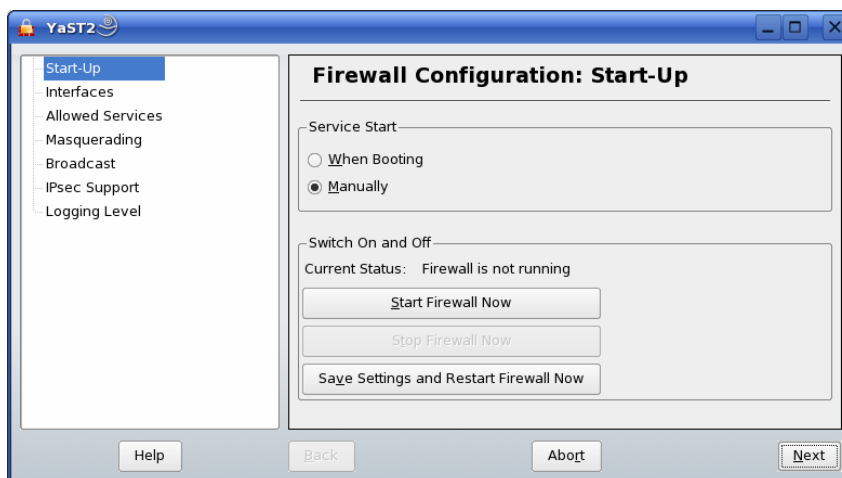 YaST2
Start-Up
Interfaces
Allowed Services
Masquerading
Broadcast
IPsec Support
Logging Level
Firewall Configuration: Start-Up
Service Start
When Booting
Manually
Switch On and Off
Current Status: Firewall is not running
Start Firewall Now
Stop Firewall Now
Save Settings and Restart Firewall Now
Help
Back
Abort
Next